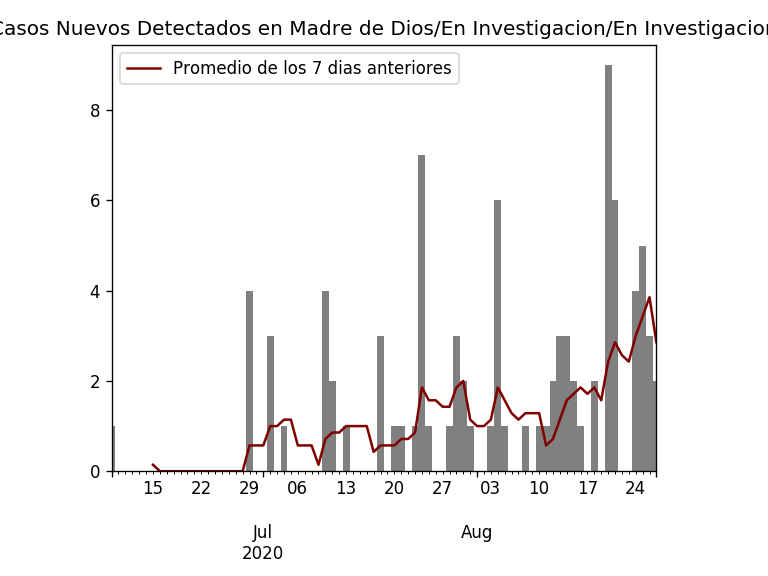 Casos Nuevos Detectados en Madre de Dios/En Investigacion/En Investigacion
Promedio de los 7 dias anteriores
8
6
4
2
0
15 22 29 06 13 20 27 03 10 17 24
Jul Aug
2020